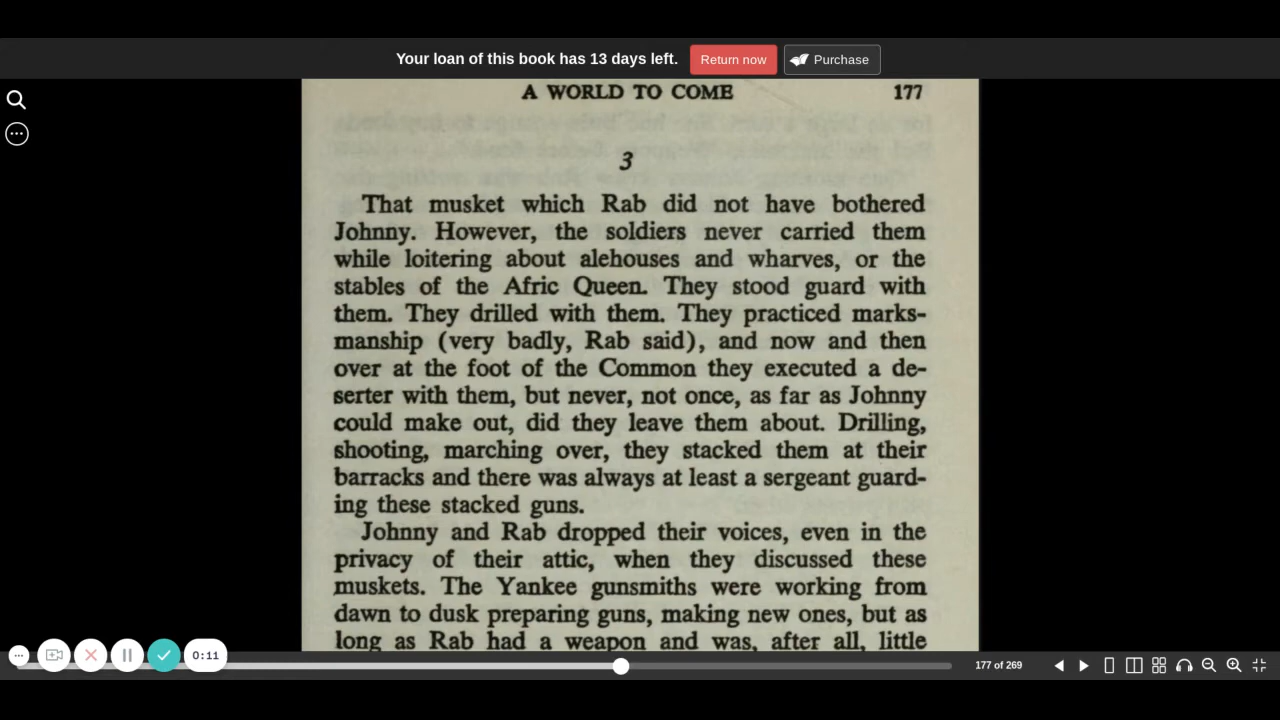 Your loan of this book has 13 days left. Return now Purchase
A WORLD TO COME 177
3
That musket which Rab did not have bothered
Johnny. However, the soldiers never carried them
while loitering about alehouses and wharves, or the
stables of the Afric Queen. They stood guard with
them. They drilled with them. They practiced marks-
manship (very badly, Rab said), and now and then
over at the foot of the Common they executed a de-
serter with them, but never, not once, as far as Johnny
could make out, did they leave them about. Drilling,
shooting, marching over, they stacked them at their
barracks and there was always at least a sergeant guard-
ing these stacked guns.
Johnny and Rab dropped their voices, even in the
privacy of their attic, when they discussed these
muskets. The Yankee gunsmiths were working from
dawn to dusk preparing guns, making new ones, but as
long as Rab had a weapon and was, after all, little
0:11
177 of 269